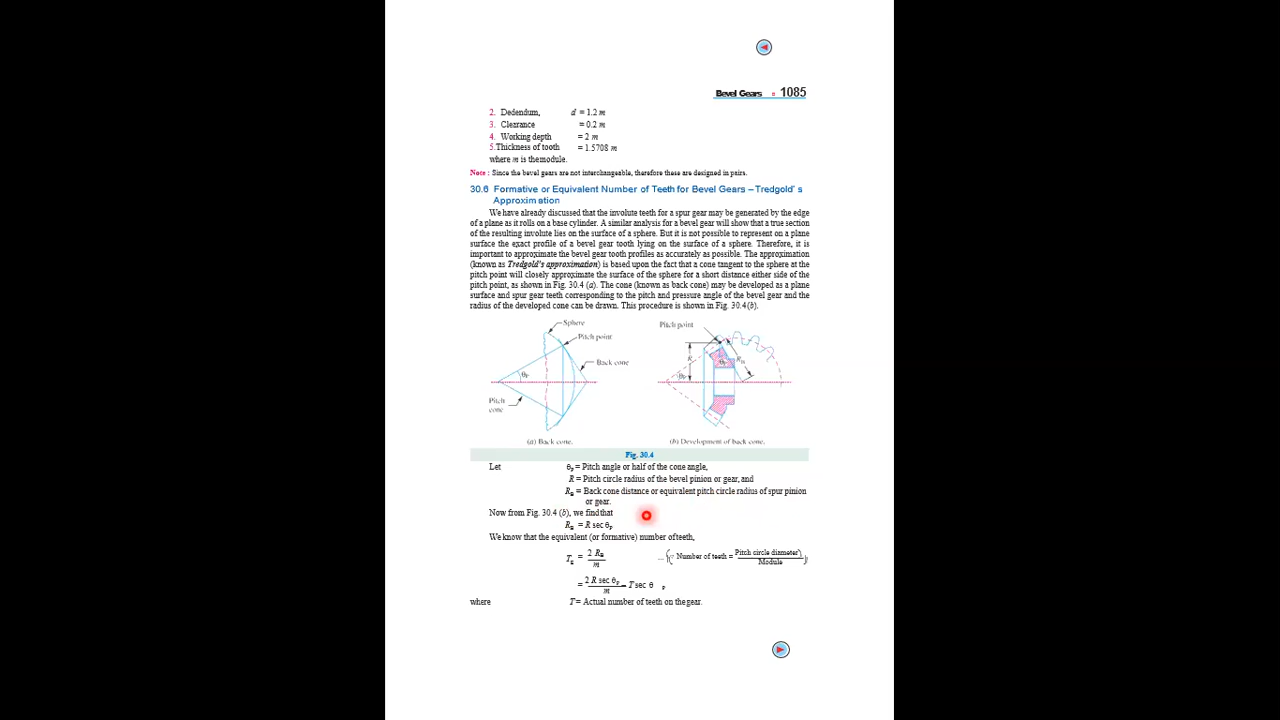 Bevel Gears ■ 1085
2. Dedendum, d = 1.2 m
3. Clearance = 0.2 m
4. Working depth = 2 m
5.Thickness of tooth = 1.5708 m
where m is the module.
Note : Since the bevel gears are not interchangeable, therefore these are designed in pairs.
30.6 Formative or Equivalent Number of Teeth for Bevel Gears – Tredgold' s
Approximation
We have already discussed that the involute teeth for a spur gear may be generated by the edge
of a plane as it rolls on a base cylinder. A similar analysis for a bevel gear will show that a true section
of the resulting involute lies on the surface of a sphere. But it is not possible to represent on a plane
surface the exact profile of a bevel gear tooth lying on the surface of a sphere. Therefore, it is
important to approximate the bevel gear tooth profiles as accurately as possible. The approximation
(known as Tredgold's approximation) is based upon the fact that a cone tangent to the sphere at the
pitch point will closely approximate the surface of the sphere for a short distance either side of the
pitch point, as shown in Fig. 30.4 (a). The cone (known as back cone) may be developed as a plane
surface and spur gear teeth corresponding to the pitch and pressure angle of the bevel gear and the
radius of the developed cone can be drawn. This procedure is shown in Fig. 30.4 (b).
Sphere
Pitch point
Back cone
θP
Pitch
cone
(a) Back cone.
Pitch point
R
θP
θP
RB
(b) Development of back cone.
Fig. 30.4
Let θP = Pitch angle or half of the cone angle,
R = Pitch circle radius of the bevel pinion or gear, and
RB = Back cone distance or equivalent pitch circle radius of spur pinion
or gear.
Now from Fig. 30.4 (b), we find that
RB = R sec θP
We know that the equivalent (or formative) number of teeth,
TE = 2 RB / m ... (∵ Number of teeth = Pitch circle diameter / Module)
= 2 R sec θP / m = T sec θ P
where T = Actual number of teeth on the gear.